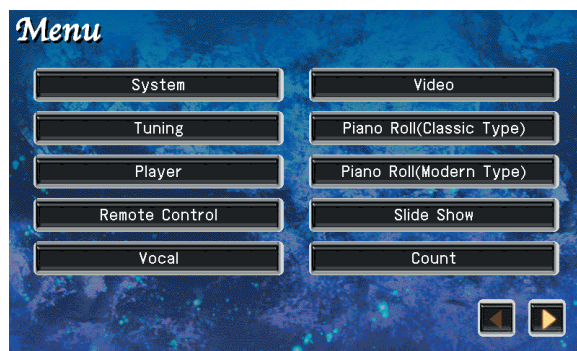 Menu
System
Video
Tuning
Piano Roll(Classic Type)
Player
Piano Roll(Modern Type)
Remote Control
Slide Show
Vocal
Count